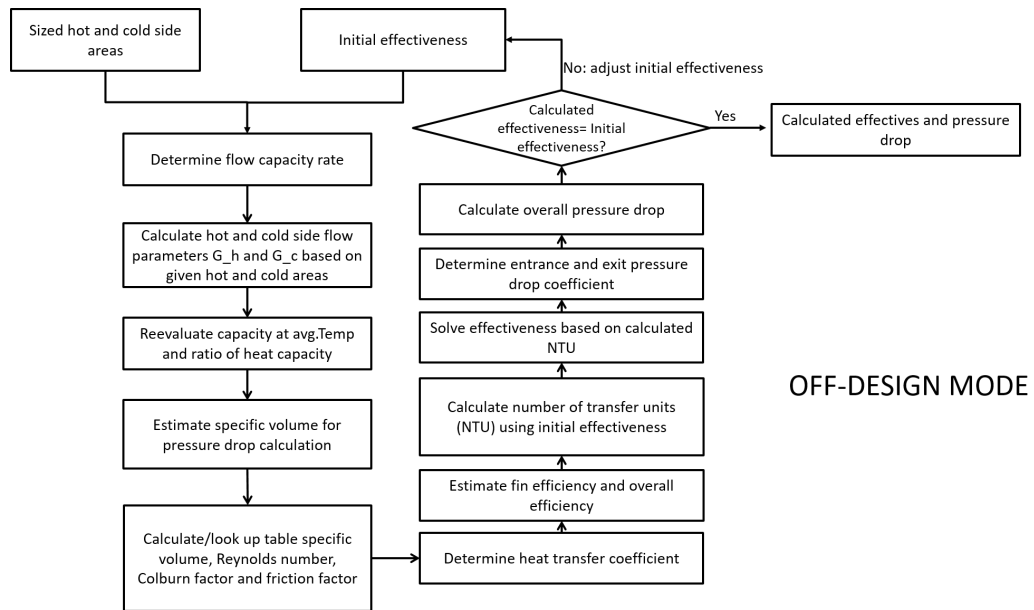 Sized hot and cold side
areas
Initial effectiveness
No: adjust initial effectiveness
Calculated
effectiveness= Initial
effectiveness?
Yes
Calculated effectives and pressure
drop
Determine flow capacity rate
Calculate hot and cold side flow
parameters G_h and G_c based on
given hot and cold areas
Reevaluate capacity at avg.Temp
and ratio of heat capacity
Estimate specific volume for
pressure drop calculation
Calculate/look up table specific
volume, Reynolds number,
Colburn factor and friction factor
Calculate overall pressure drop
Determine entrance and exit pressure
drop coefficient
Solve effectiveness based on calculated
NTU
Calculate number of transfer units
(NTU) using initial effectiveness
Estimate fin efficiency and overall
efficiency
Determine heat transfer coefficient
OFF-DESIGN MODE